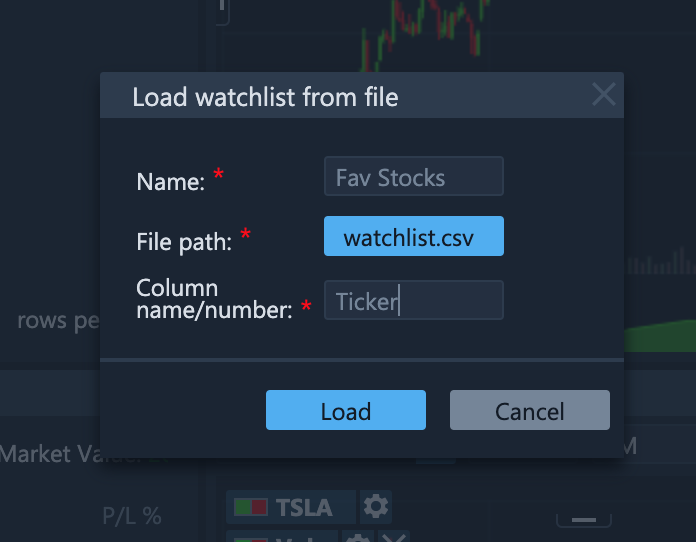 Load watchlist from file
Name: *
Fav Stocks
File path: *
watchlist.csv
Column
name/number: *
Ticker
rows pe
Load
Cancel
Market Val
M
P/L %
TSLA